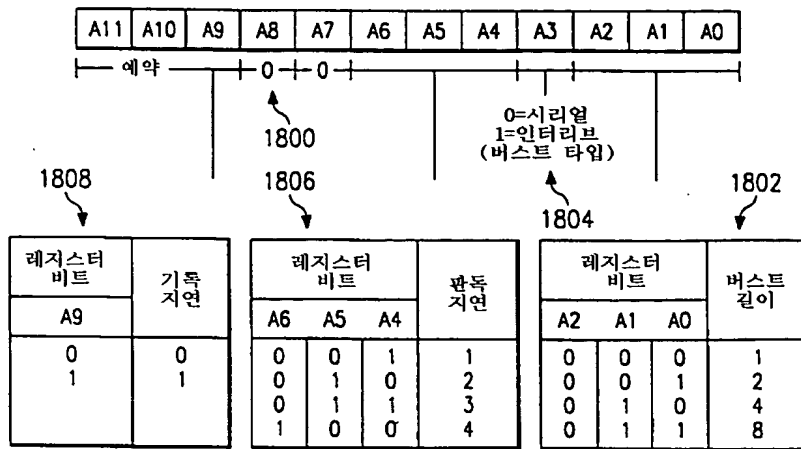 A11 A10 A9 A8 A7 A6 A5 A4 A3 A2 A1 A0
예약 0 0
1800
0=시리얼
1=인터리브
(버스트 타입)
1808
1806
1804
1802
레지스터
비트
기록
지연
A9
0 0
1 1
레지스터
비트
판독
지연
A6 A5 A4
0 0 1 1
0 1 0 2
0 1 1 3
1 0 0 4
레지스터
비트
버스트
길이
A2 A1 A0
0 0 0 1
0 0 1 2
0 1 0 4
0 1 1 8